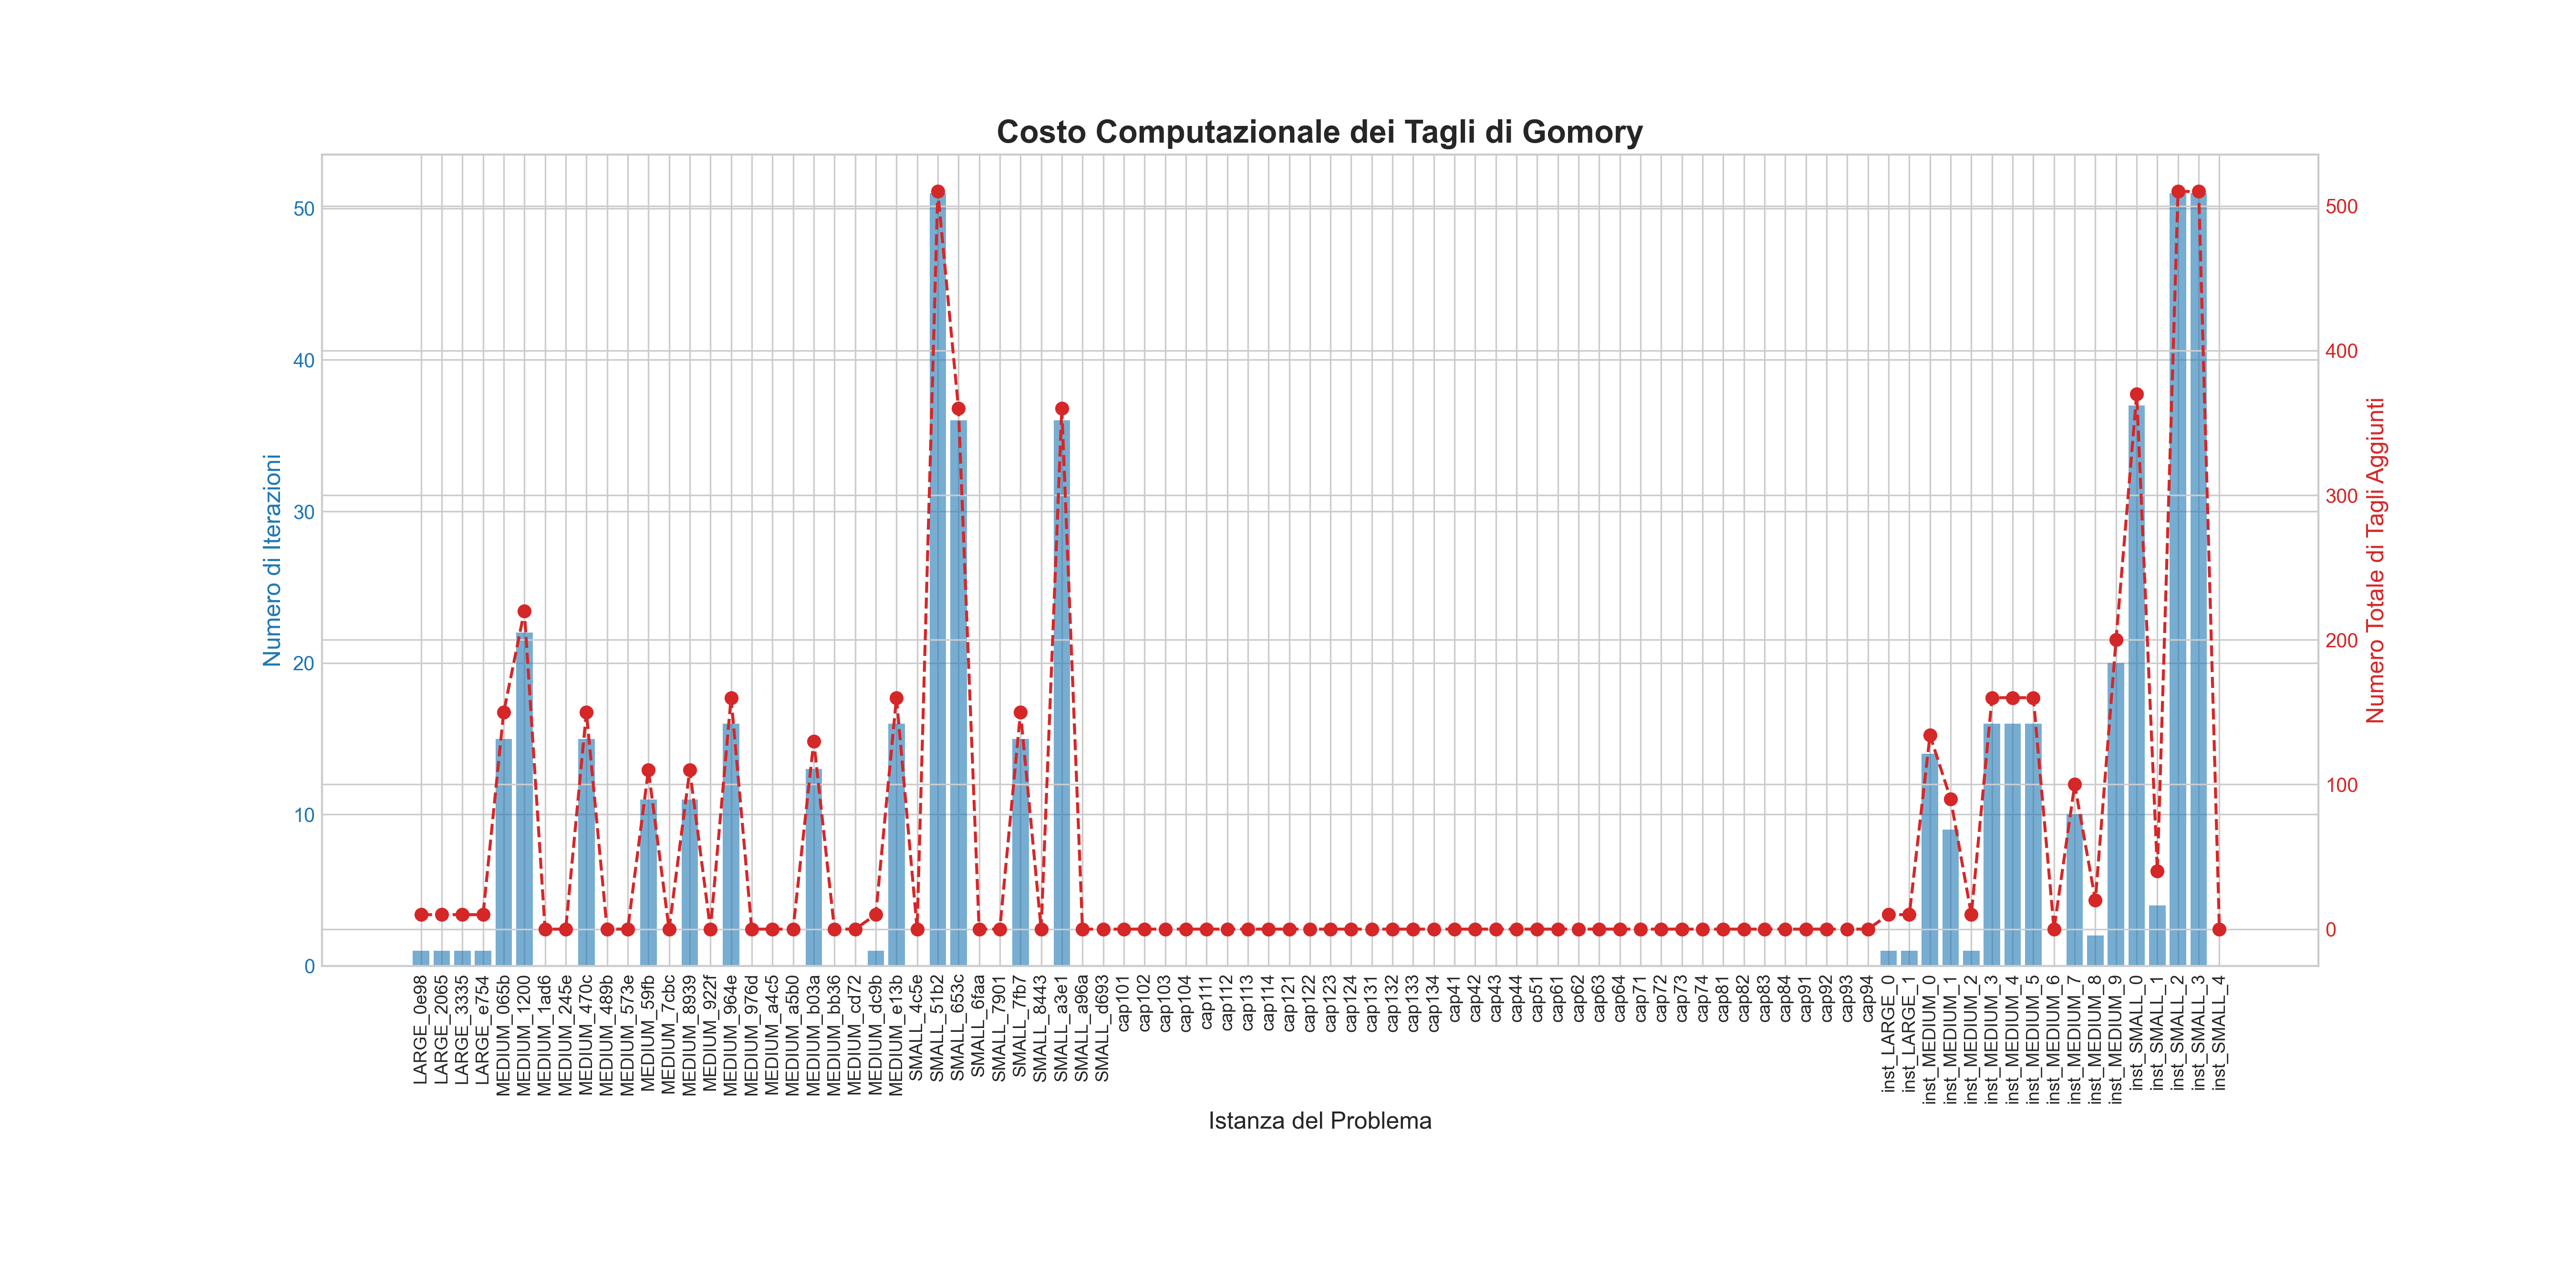 Costo Computazionale dei Tagli di Gomory
Numero di Iterazioni
50
40
30
20
10
0
500
400
300
200
100
0
Numero Totale di Tagli Aggiunti
LARGE_0e98
LARGE_2065
LARGE_3335
LARGE_e754
MEDIUM_065b
MEDIUM_1200
MEDIUM_1ad6
MEDIUM_245e
MEDIUM_470c
MEDIUM_489b
MEDIUM_573e
MEDIUM_59fb
MEDIUM_7cbc
MEDIUM_8939
MEDIUM_922f
MEDIUM_964e
MEDIUM_976d
MEDIUM_a4c5
MEDIUM_a5b0
MEDIUM_b03a
MEDIUM_bb36
MEDIUM_cd72
MEDIUM_dc9b
MEDIUM_e13b
SMALL_4c5e
SMALL_51b2
SMALL_653c
SMALL_6faa
SMALL_7901
SMALL_7fb7
SMALL_8443
SMALL_a3e1
SMALL_a96a
SMALL_d693
cap101
cap102
cap103
cap104
cap111
cap112
cap113
cap114
cap121
cap122
cap123
cap124
cap131
cap132
cap133
cap134
cap41
cap42
cap43
cap44
cap51
cap61
cap62
cap63
cap64
cap71
cap72
cap73
cap74
cap81
cap82
cap83
cap84
cap91
cap92
cap93
cap94
inst_LARGE_0
inst_LARGE_1
inst_MEDIUM_0
inst_MEDIUM_1
inst_MEDIUM_2
inst_MEDIUM_3
inst_MEDIUM_4
inst_MEDIUM_5
inst_MEDIUM_6
inst_MEDIUM_7
inst_MEDIUM_8
inst_MEDIUM_9
inst_SMALL_0
inst_SMALL_1
inst_SMALL_2
inst_SMALL_3
inst_SMALL_4
Istanza del Problema